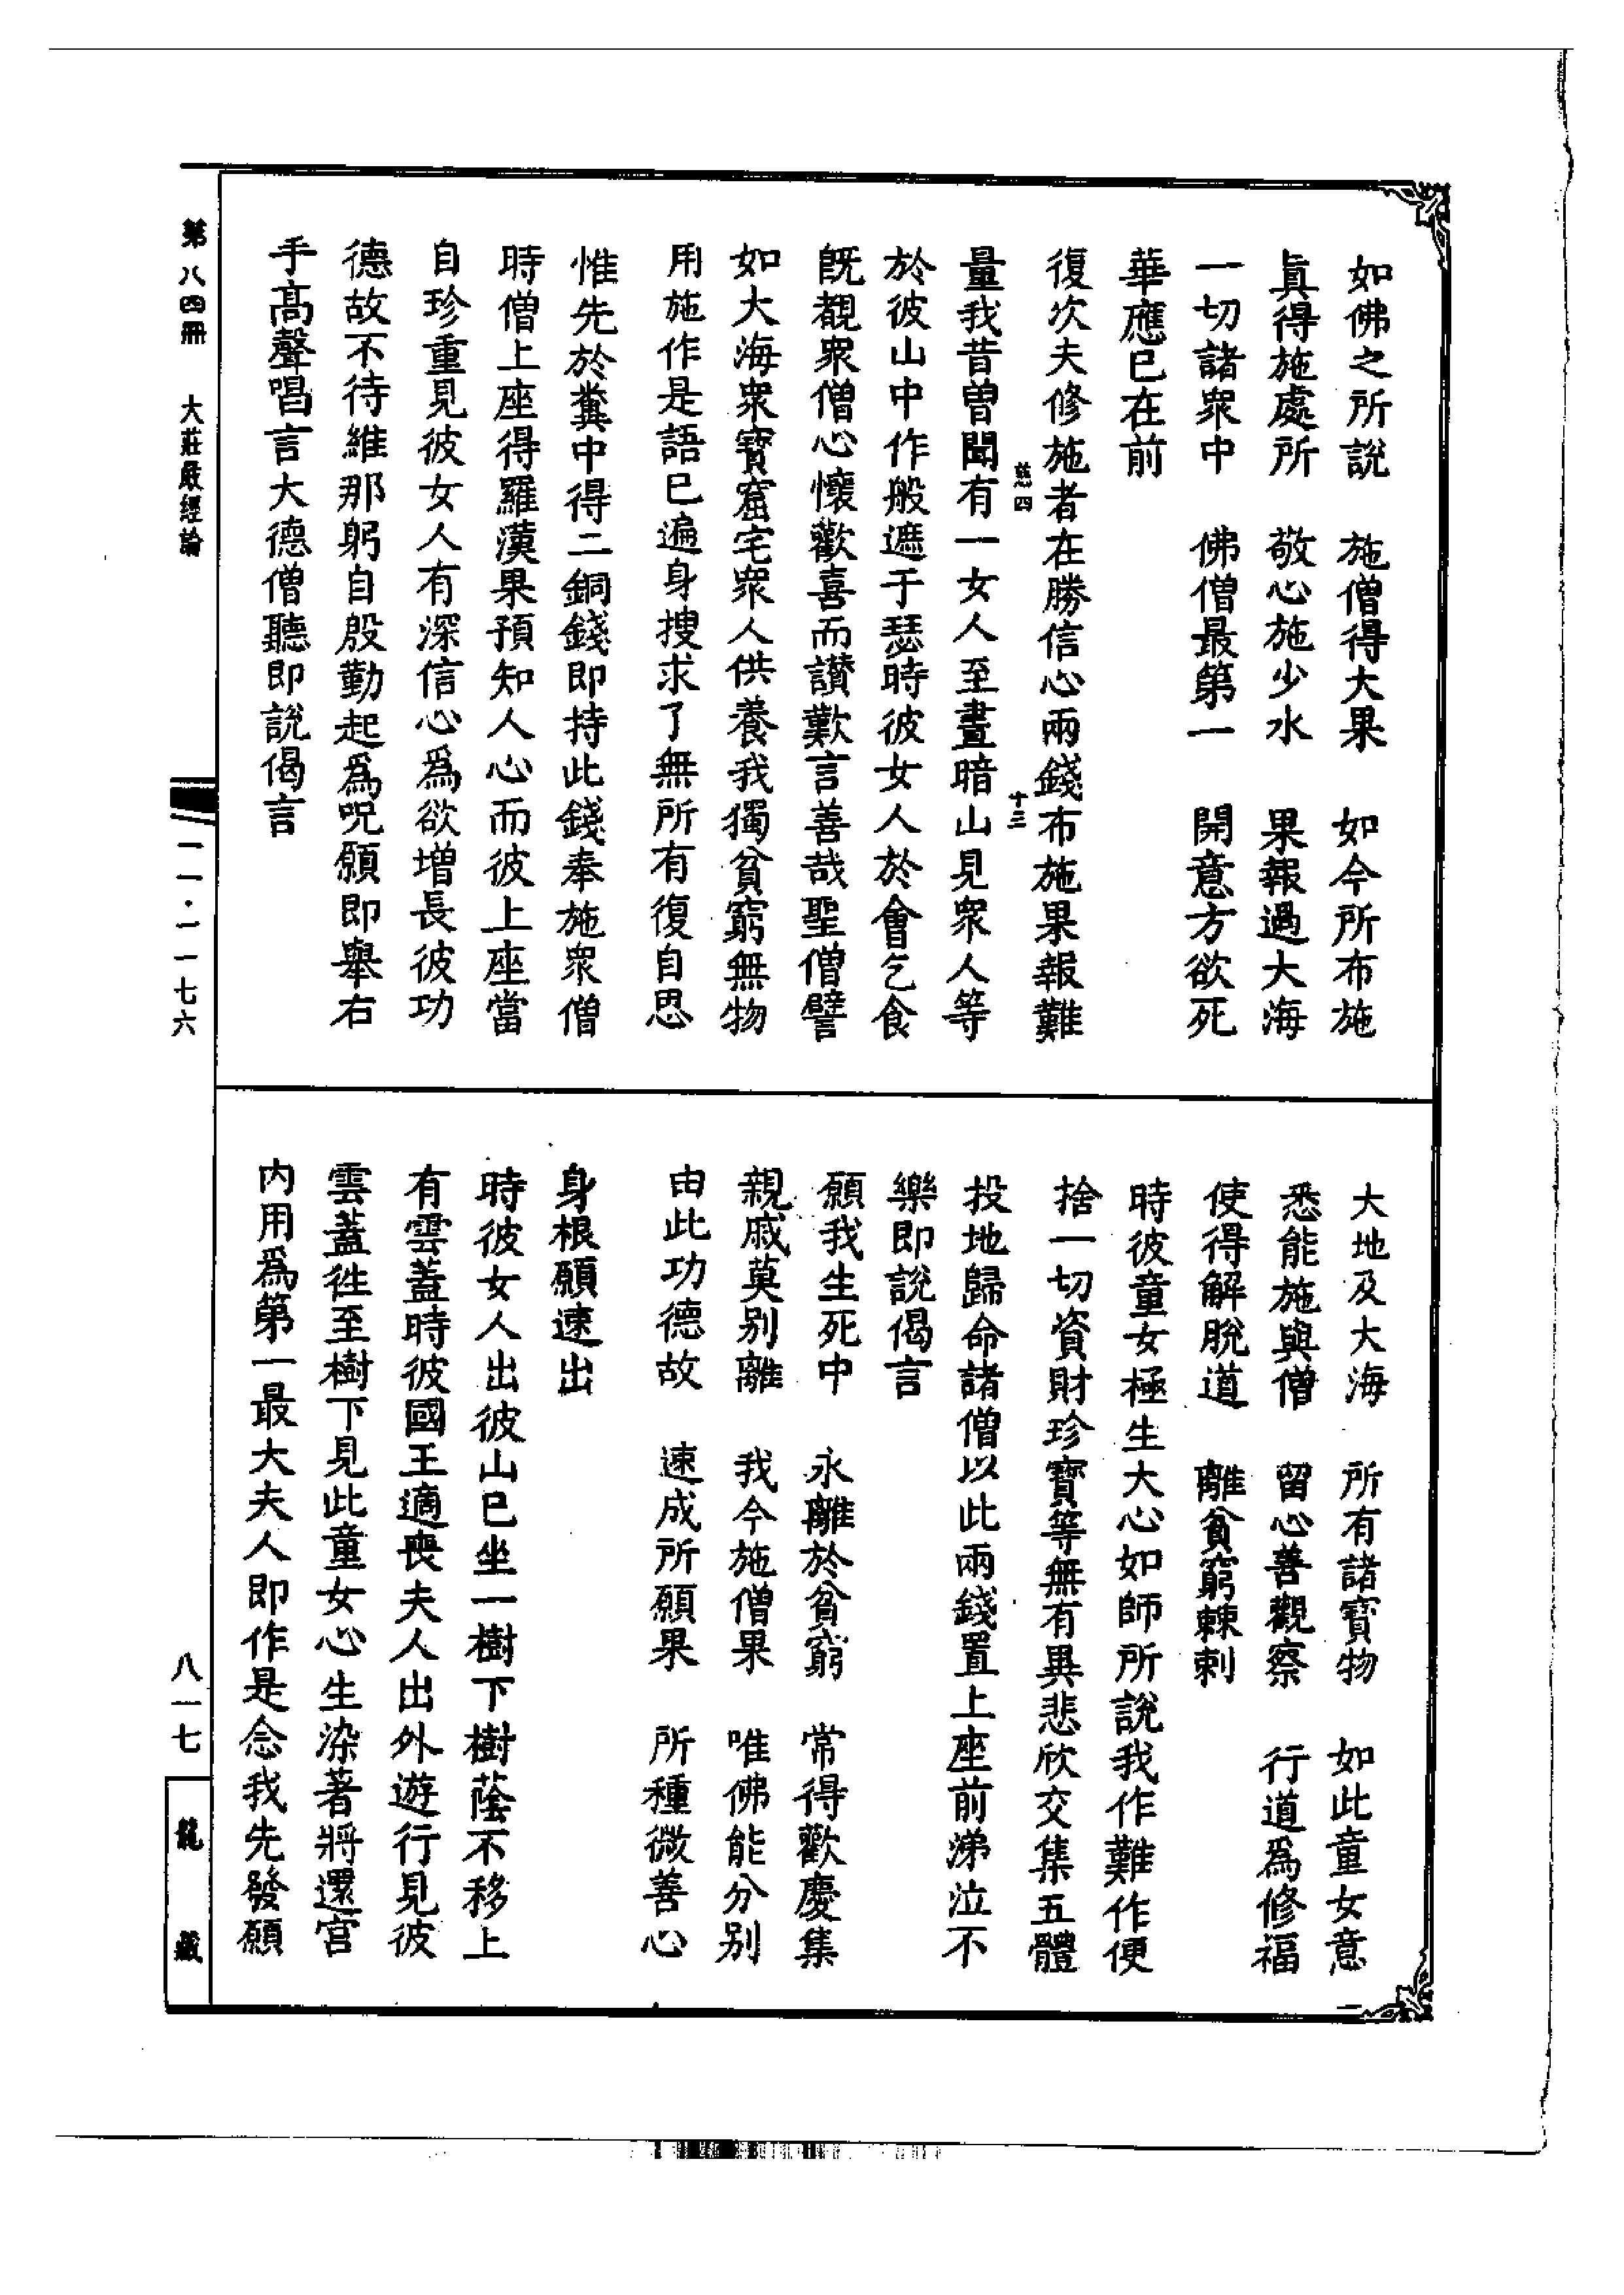 如佛之所說　施僧得大果　如今所布施
眞得施處所　敬心施少水　果報過大海
一切諸衆中　佛僧最第一　開意方欲死
華應已在前
復次夫修施者在勝信心兩錢布施果報難
十三
量我昔曽聞有一女人至晝暗山見衆人等
於彼山中作般遮于瑟時彼女人於會乞食
旣覩衆僧心懷歡喜而讃歎言善哉聖僧譬
如大海衆寳窟宅衆人供養我獨貧窮無物
用施作是語已遍身搜求了無所有復自思
惟先於糞中得二銅錢即持此錢奉施衆僧
時僧上座得羅漢果預知人心而彼上座當
自珍重見彼女人有深信心爲欲增長彼功
德故不待維那躬自殷勤起爲呪願即舉右
手髙聲唱言大德僧聽即說偈言
大地及大海　所有諸寳物　如此童女意
悉能施與僧　留心善觀察　行道爲修福
使得解脫道　離貧窮棘刺
時彼童女極生大心如師所說我作難作便
捨一切資財珍寳等無有異悲欣交集五體
投地歸命諸僧以此兩錢置上座前涕泣不
樂即說偈言
願我生死中　永離於貧窮　常得歡慶集
親戚莫别離　我今施僧果　唯佛能分别
由此功德故　速成所願果　所種微善心
身根願速出
時彼女人出彼山已坐一樹下樹蔭不移上
有雲蓋時彼國王適喪夫人出外遊行見彼
雲蓋徃至樹下見此童女心生染著將還宫
内用爲第一最大夫人即作是念我先發願
第八四冊　大莊嚴經論
一一・一一七六
八一七
龍藏